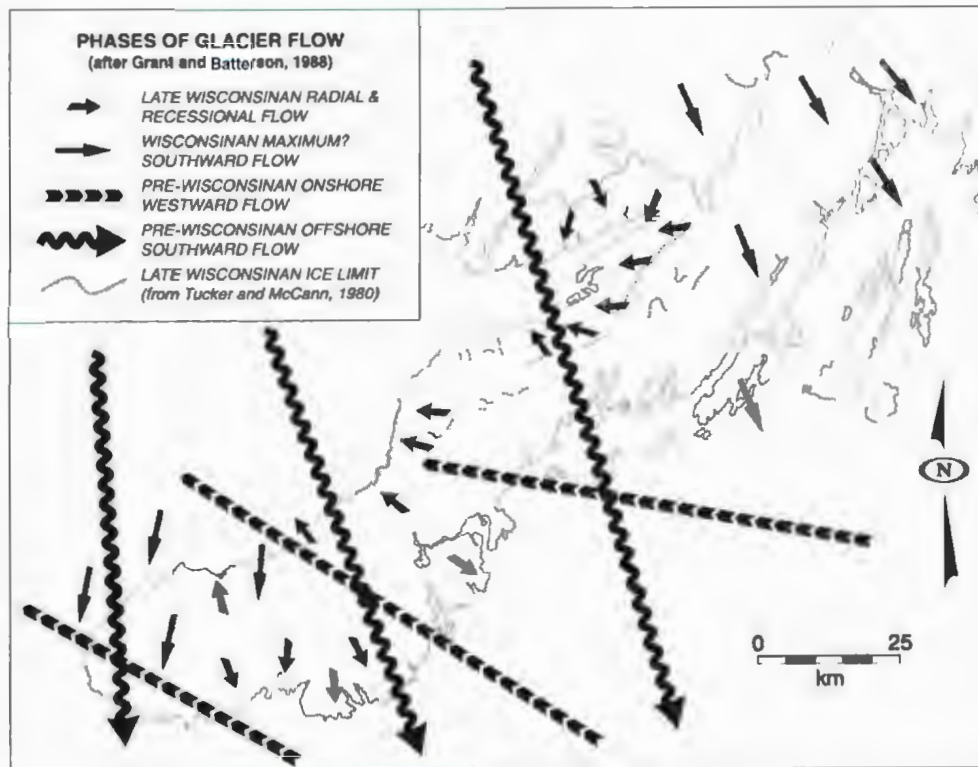 PHASES OF GLACIER FLOW
(after Grant and Batterson, 1988)
LATE WISCONSINAN RADIAL &
RECESSIONAL FLOW
WISCONSINAN MAXIMUM?
SOUTHWARD FLOW
PRE-WISCONSINAN ONSHORE
WESTWARD FLOW
PRE-WISCONSINAN OFFSHORE
SOUTHWARD FLOW
LATE WISCONSINAN ICE LIMIT
(from Tucker and McCann, 1980)
N
0 25
km